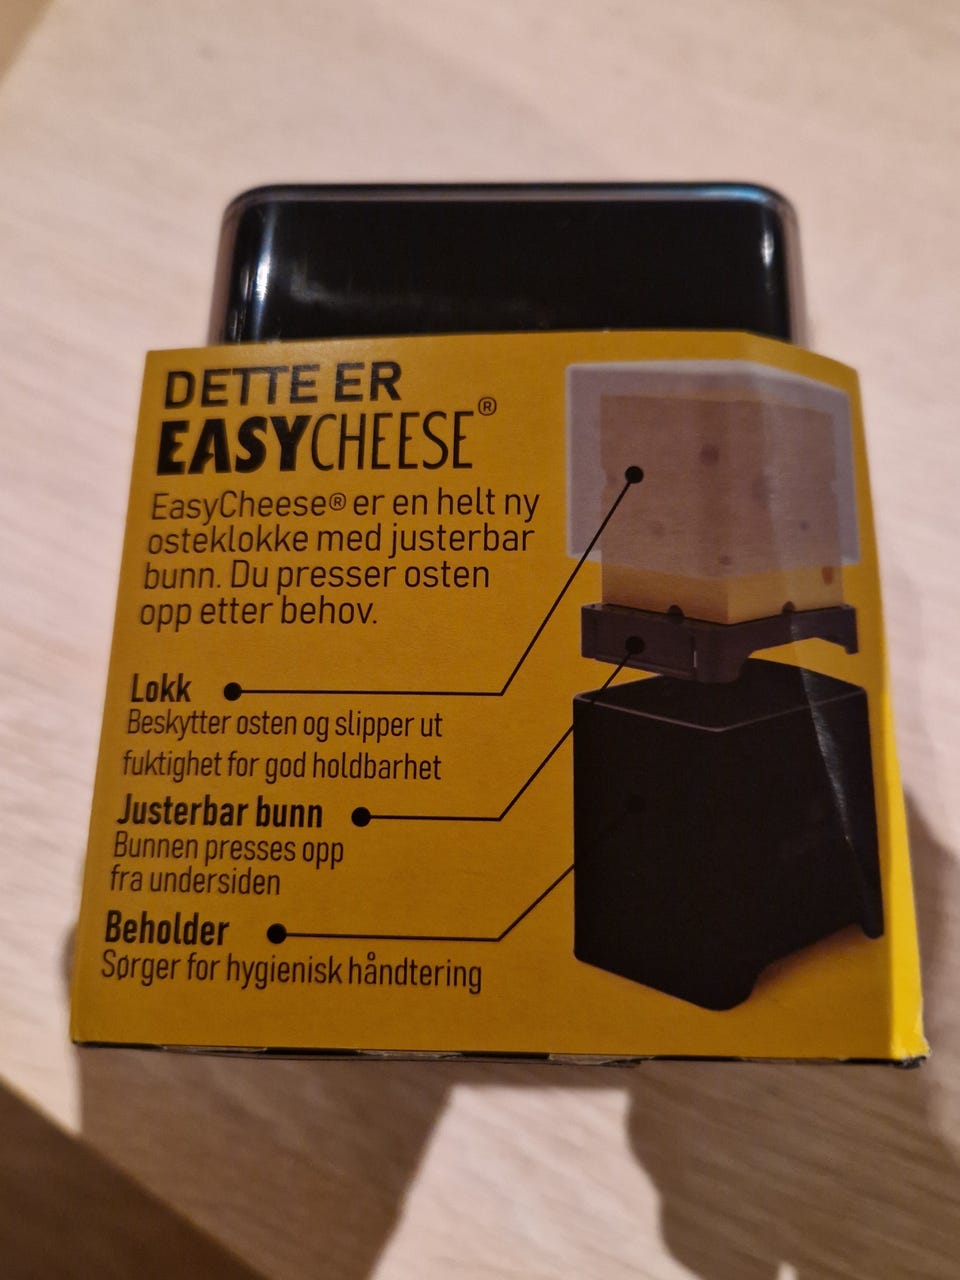 DETTE ER
EASYCHEESE®
EasyCheese® er en helt ny
osteklokke med justerbar
bunn. Du presser osten
opp etter behov.
Lokk
Beskytter osten og slipper ut
fuktighet for god holdbarhet
Justerbar bunn
Bunnen presses opp
fra undersiden
Beholder
Sørger for hygienisk håndtering